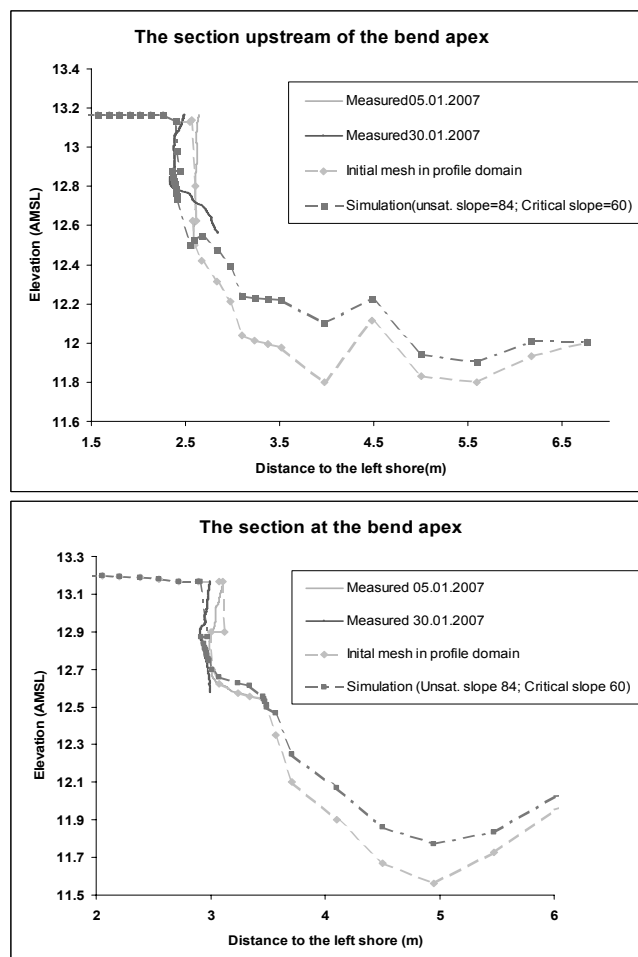 The section upstream of the bend apex
13.4
13.2
13
12.8
12.6
12.4
12.2
12
11.8
11.6
Elevation (AMSL)
Measured05.01.2007
Measured30.01.2007
Initial mesh in profile domain
Simulation(unsat. slope=84; Critical slope=60)
1.5 2.5 3.5 4.5 5.5 6.5
Distance to the left shore(m)
The section at the bend apex
13.3
13.1
12.9
12.7
12.5
12.3
12.1
11.9
11.7
11.5
Elevation (AMSL)
Measured 05.01.2007
Measured 30.01.2007
Inital mesh in profile domain
Simulation (Unsat. slope 84; Critical slope 60)
2 3 4 5 6
Distance to the left shore (m)